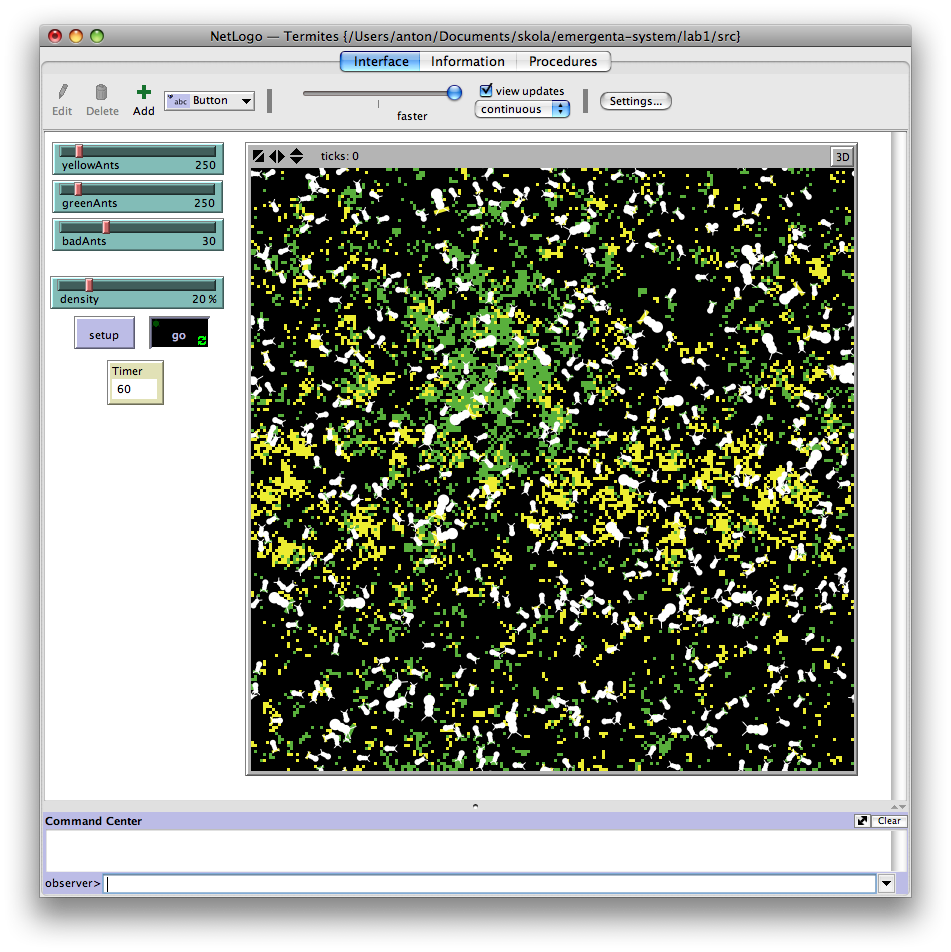 NetLogo — Termites {/Users/anton/Documents/skola/emergenta-system/lab1/src}
Interface Information Procedures
Edit Delete Add abc Button faster view updates continuous Settings...
yellowAnts 250
greenAnts 250
badAnts 30
density 20 %
setup go
Timer
60
ticks: 0 3D
Command Center Clear
observer>